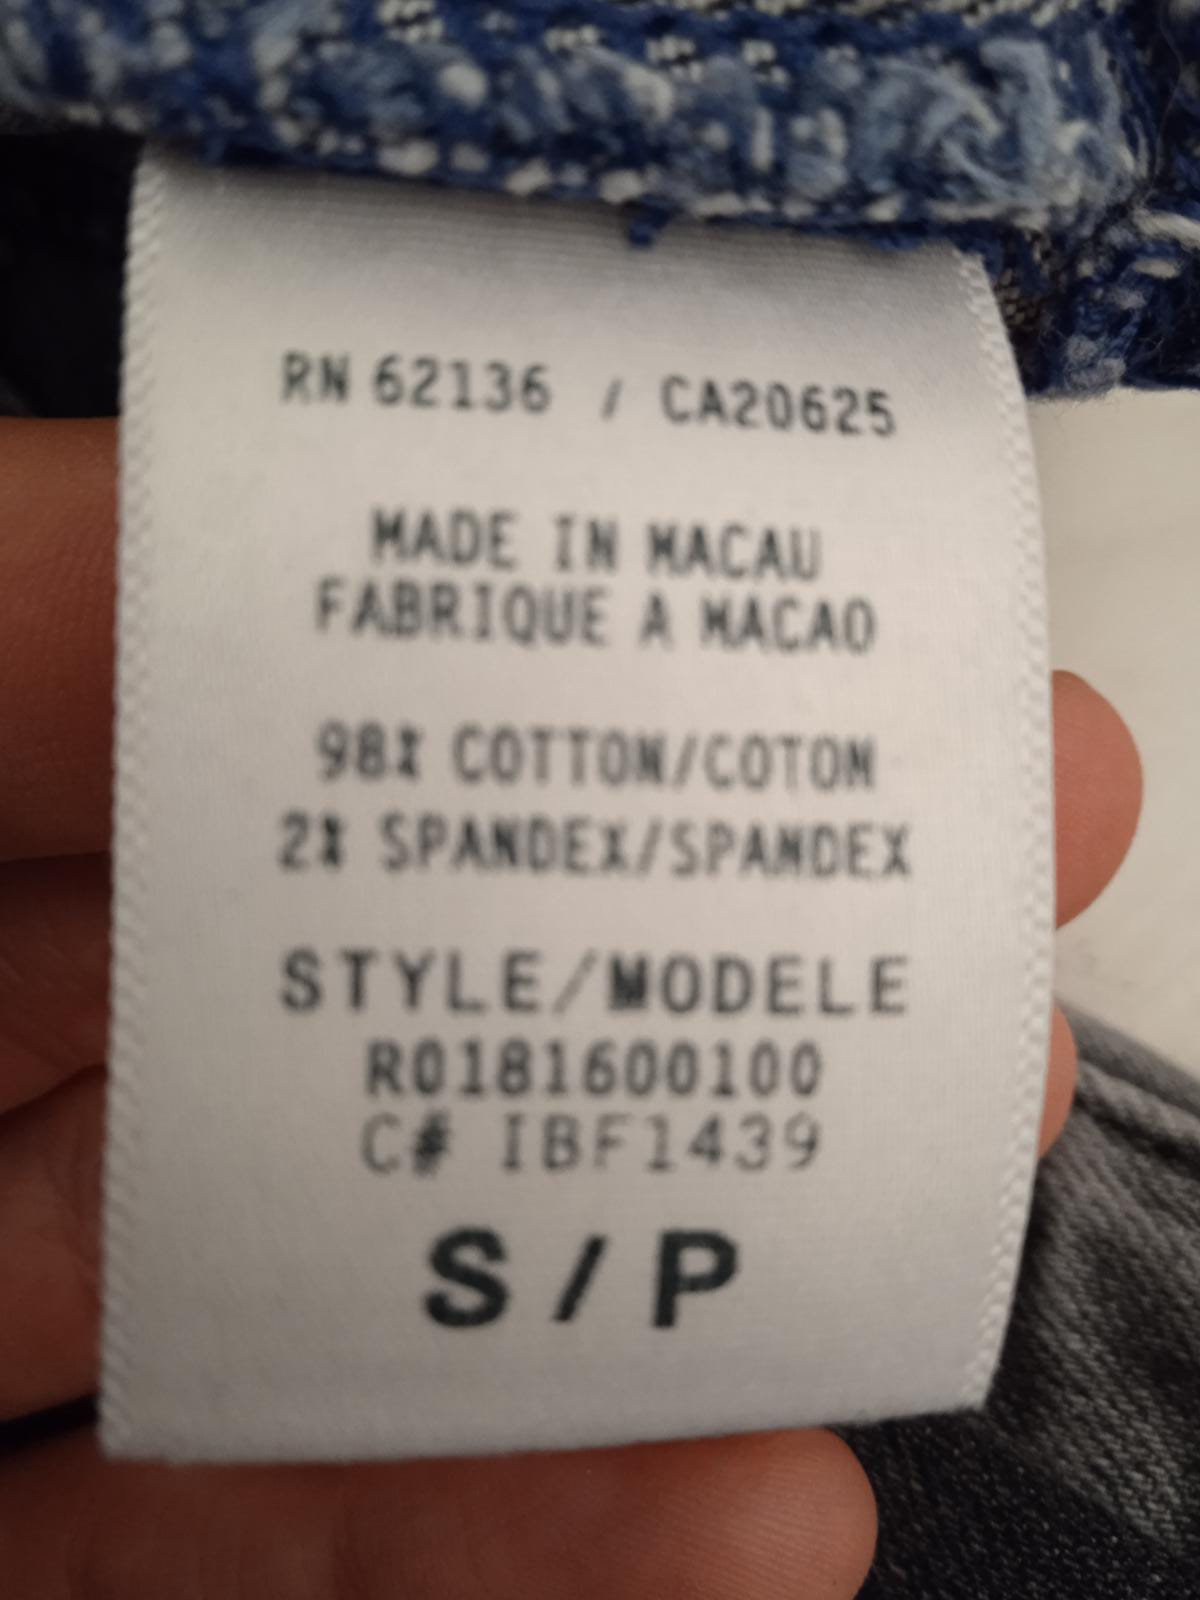 RN 62136 / CA20625
MADE IN MACAU
FABRIQUE A MACAO
98% COTTON/COTON
2% SPANDEX/SPANDEX
STYLE/MODELE
R0181600100
C# IBF1439
S / P